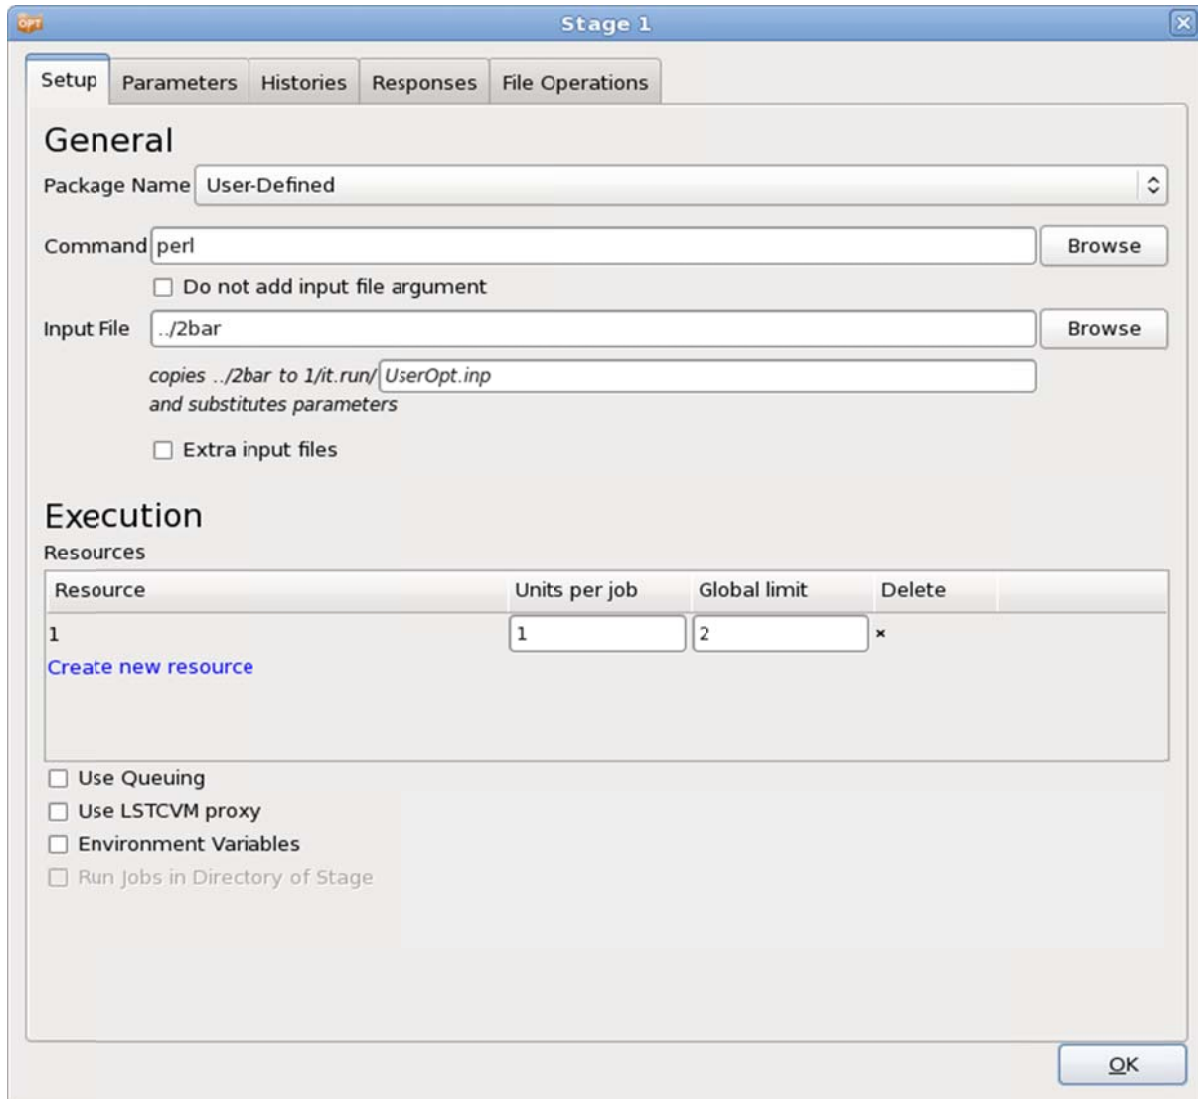 OPT
Stage 1
Setup Parameters Histories Responses File Operations
General
Package Name User-Defined
Command perl Browse
Do not add input file argument
Input File ../2bar Browse
copies ../2bar to 1/it.run/ UserOpt.inp
and substitutes parameters
Extra input files
Execution
Resources
Resource Units per job Global limit Delete
1 1 2 ×
Create new resource
Use Queuing
Use LSTCVM proxy
Environment Variables
Run Jobs in Directory of Stage
OK